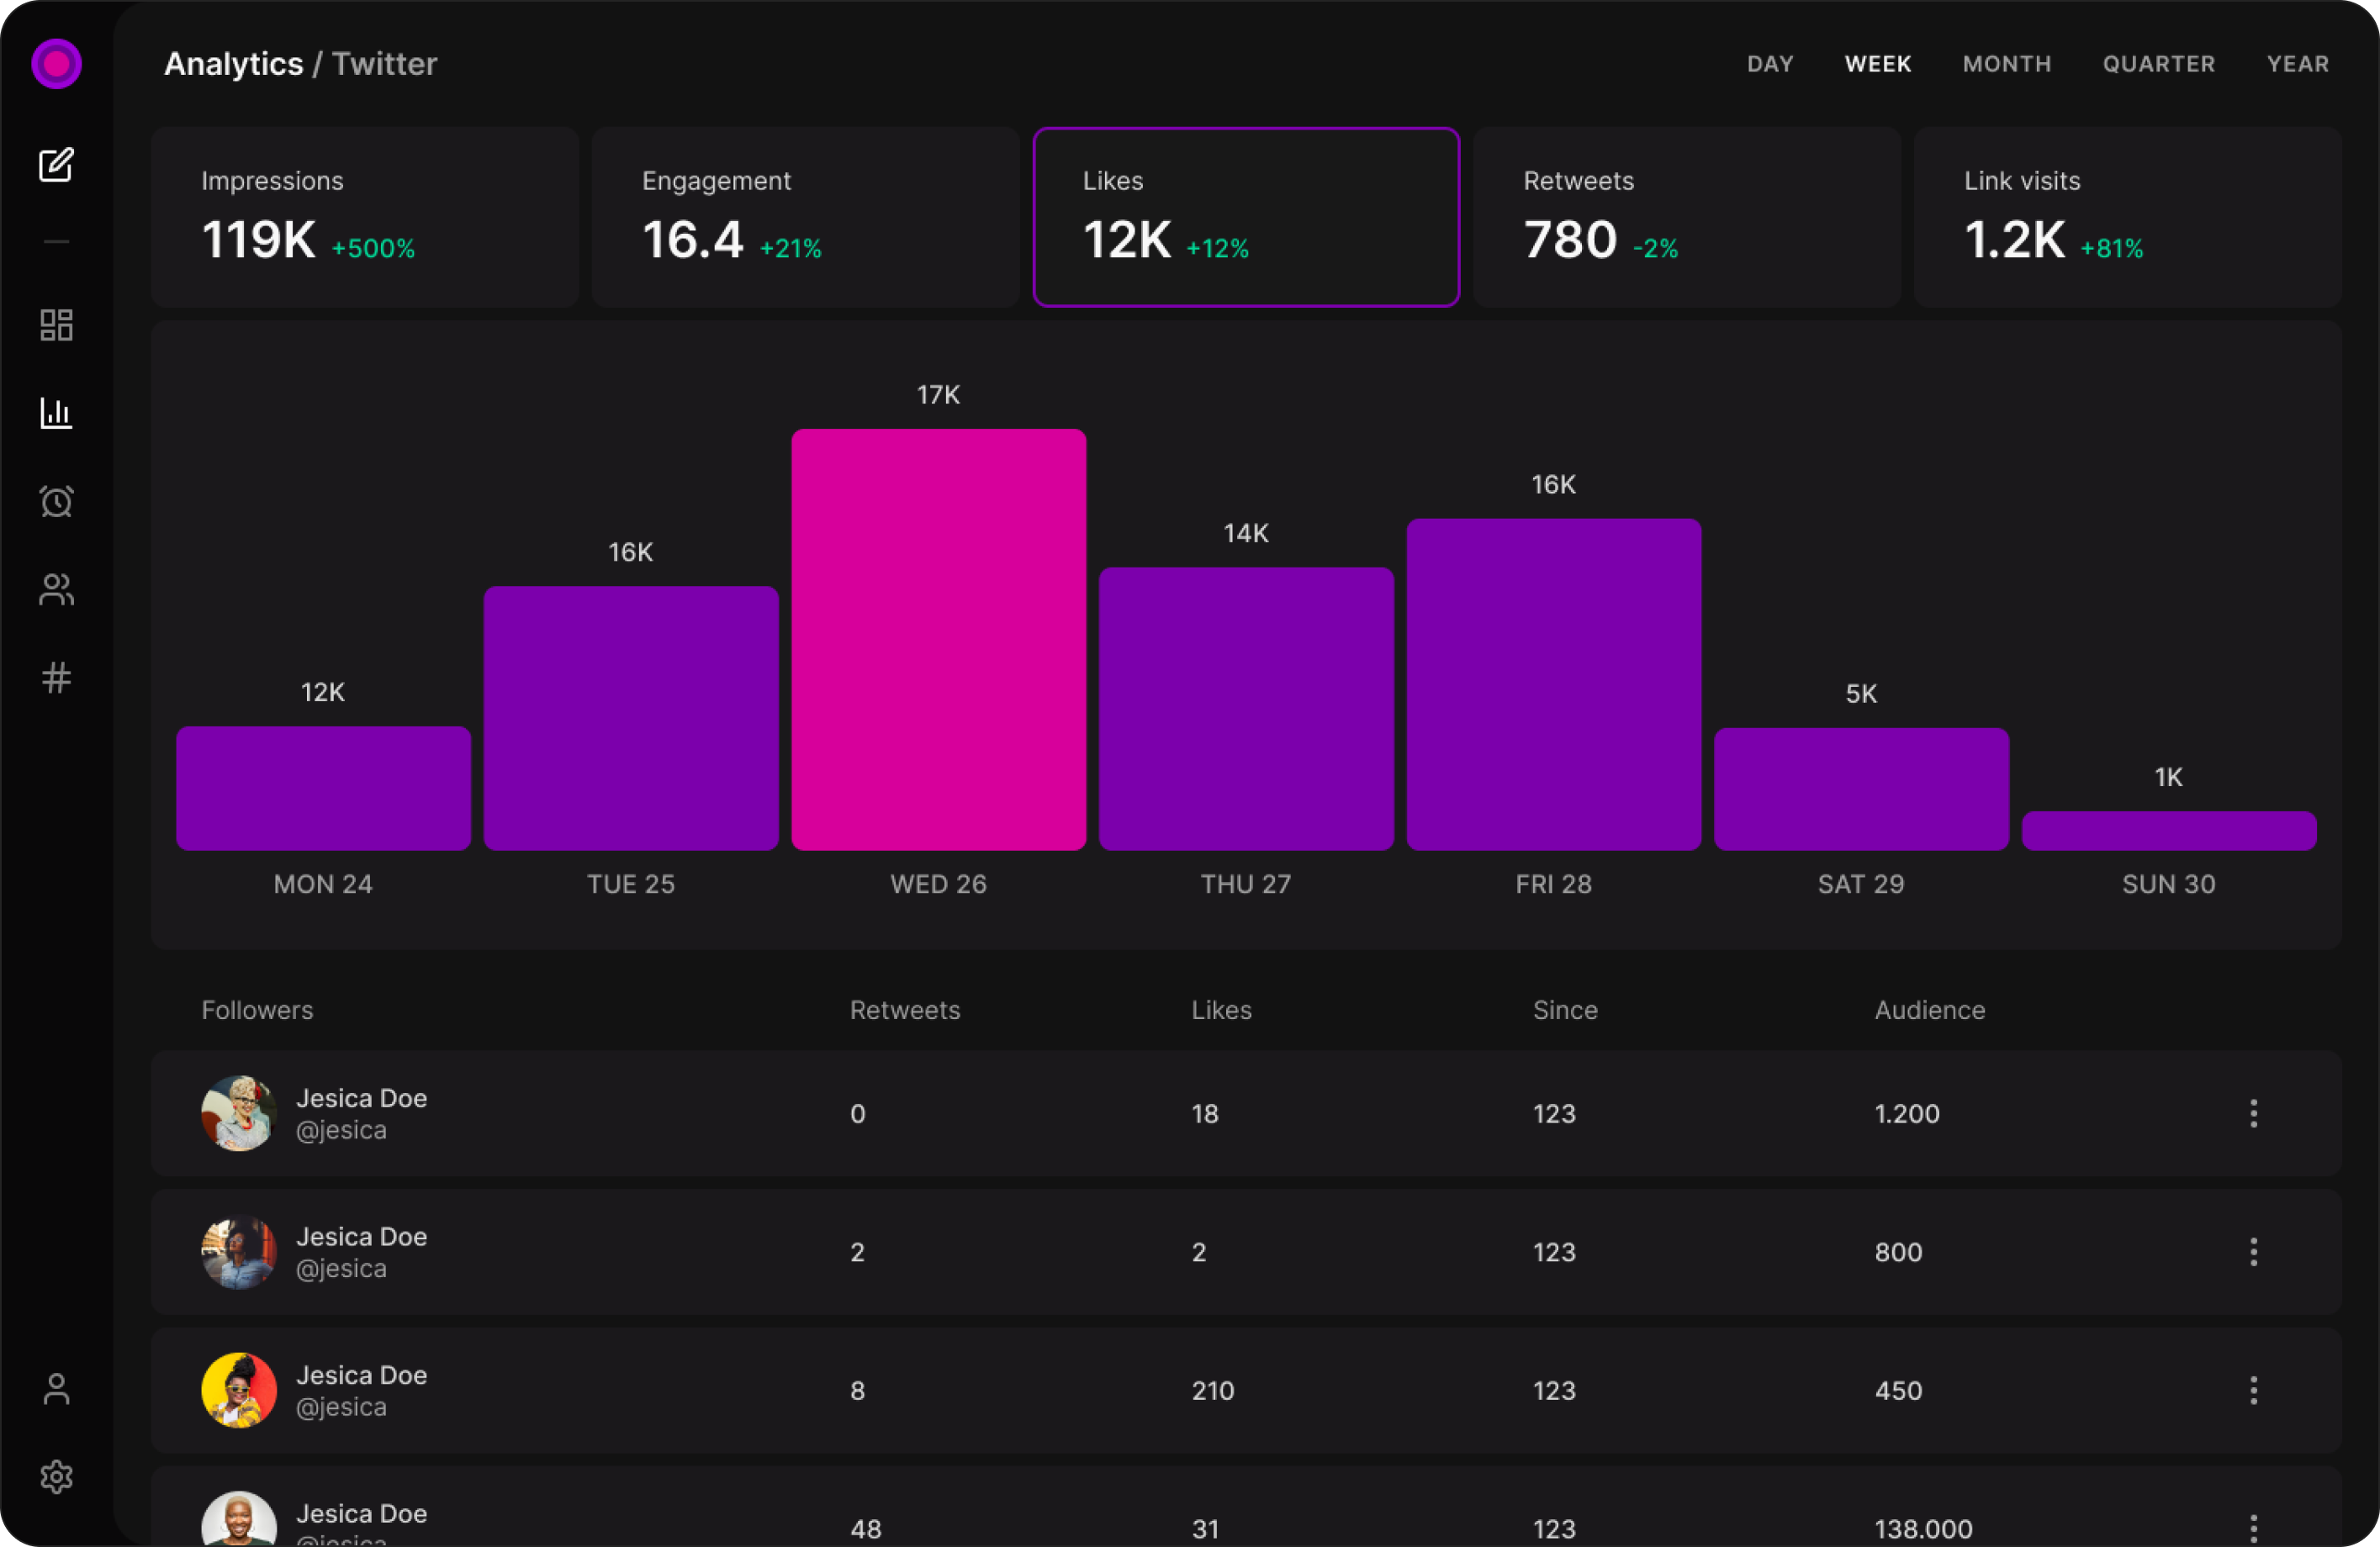 Analytics / Twitter
DAY WEEK MONTH QUARTER YEAR
Impressions
119K +500%
Engagement
16.4 +21%
Likes
12K +12%
Retweets
780 -2%
Link visits
1.2K +81%
12K
16K
17K
14K
16K
5K
1K
MON 24 TUE 25 WED 26 THU 27 FRI 28 SAT 29 SUN 30
Followers Retweets Likes Since Audience
Jesica Doe
@jesica
0 18 123 1.200
Jesica Doe
@jesica
2 2 123 800
Jesica Doe
@jesica
8 210 123 450
Jesica Doe
@jesica
48 31 123 138.000